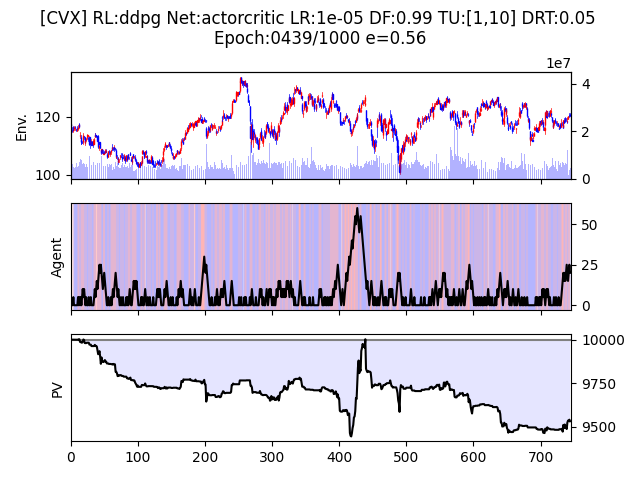 [CVX] RL:ddpg Net:actorcritic LR:1e-05 DF:0.99 TU:[1,10] DRT:0.05
Epoch:0439/1000 e=0.56
1e7
Env.
120
100
4
2
0
Agent
50
25
0
PV
10000
9750
9500
0 100 200 300 400 500 600 700